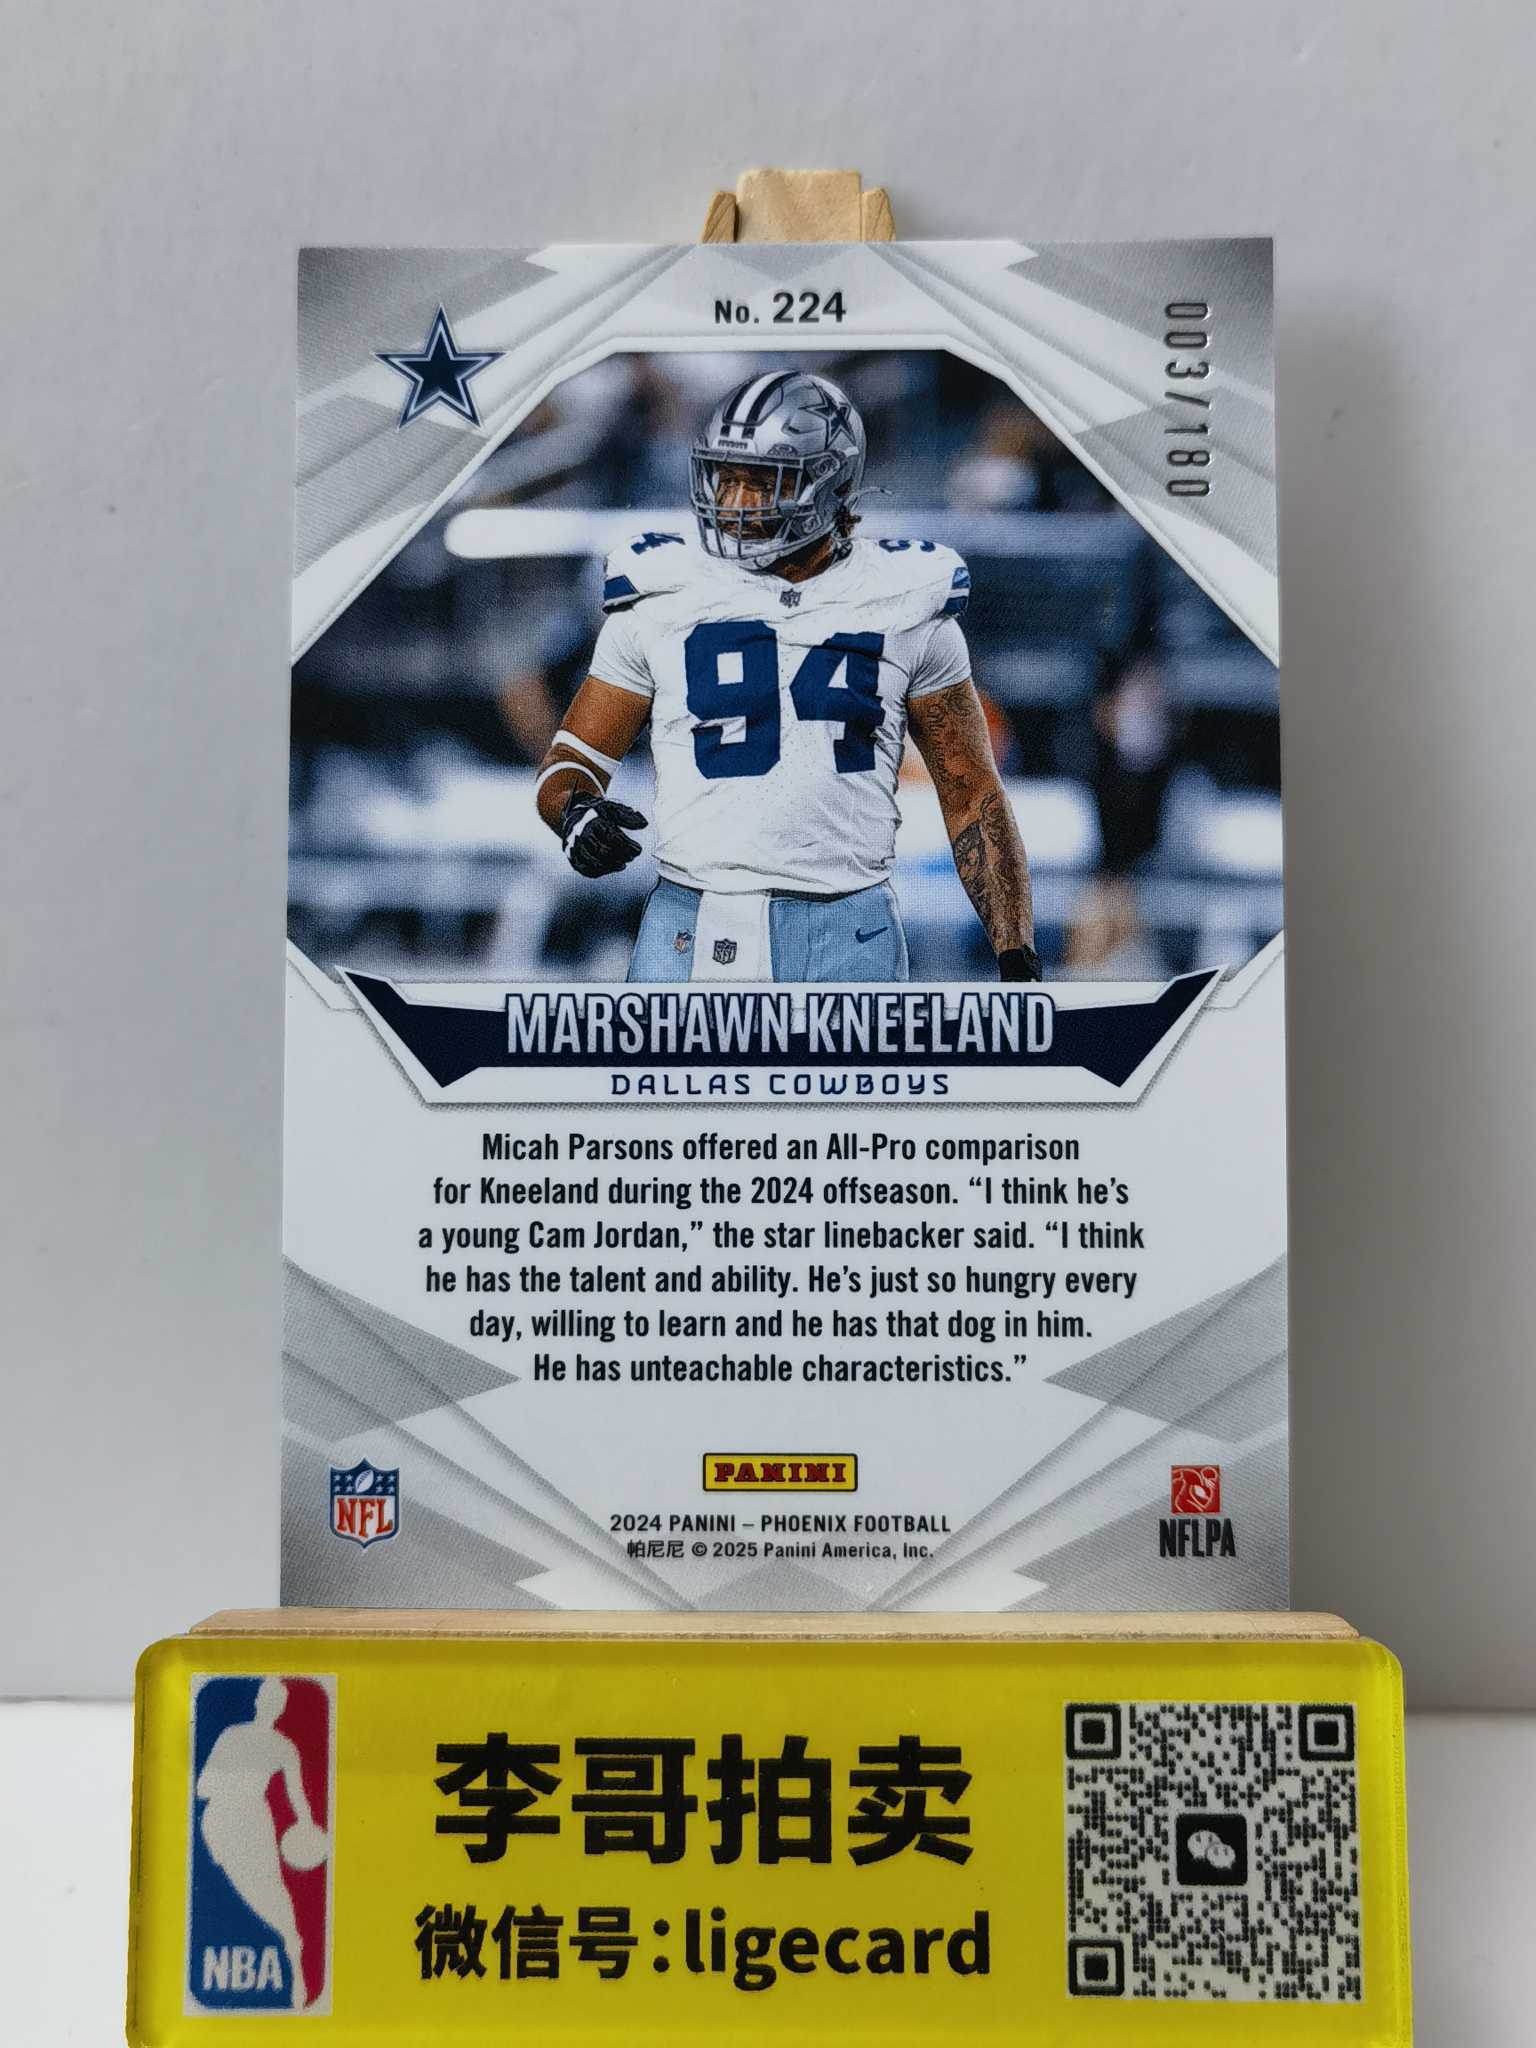 No. 224
003/180
COWBOYS
4
94
94
MARSHAWN KNEELAND
DALLAS COWBOYS
Micah Parsons offered an All-Pro comparison
for Kneeland during the 2024 offseason. “I think he’s
a young Cam Jordan,” the star linebacker said. “I think
he has the talent and ability. He’s just so hungry every
day, willing to learn and he has that dog in him.
He has unteachable characteristics.”
PANINI
NFL
NFLPA
2024 PANINI – PHOENIX FOOTBALL
帕尼尼 © 2025 Panini America, Inc.
李哥拍卖
微信号:ligecard
NBA